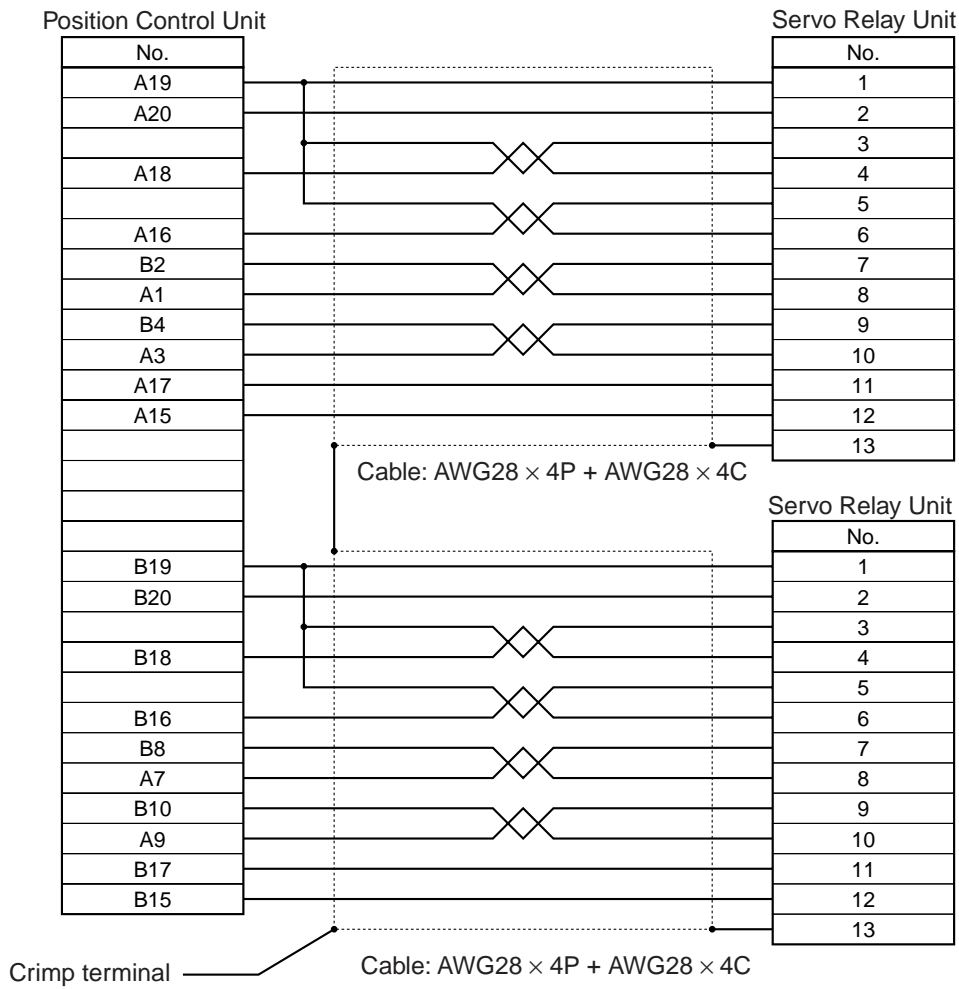 Position Control Unit
No.
A19
A20
A18
A16
B2
A1
B4
A3
A17
A15
B19
B20
B18
B16
B8
A7
B10
A9
B17
B15
Servo Relay Unit
No.
1
2
3
4
5
6
7
8
9
10
11
12
13
Cable: AWG28 × 4P + AWG28 × 4C
Servo Relay Unit
No.
1
2
3
4
5
6
7
8
9
10
11
12
13
Crimp terminal
Cable: AWG28 × 4P + AWG28 × 4C